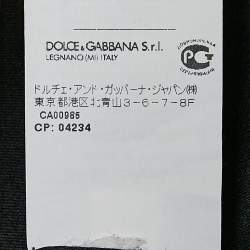 DOLCE & GABBANA S.r.l.
LEGNANO (MI) ITALY
ドルチェ・アンド・ガッバーナ・ジャパン(株)
東京都港区北青山3-6-7-8F
CA00985
CP: 04234